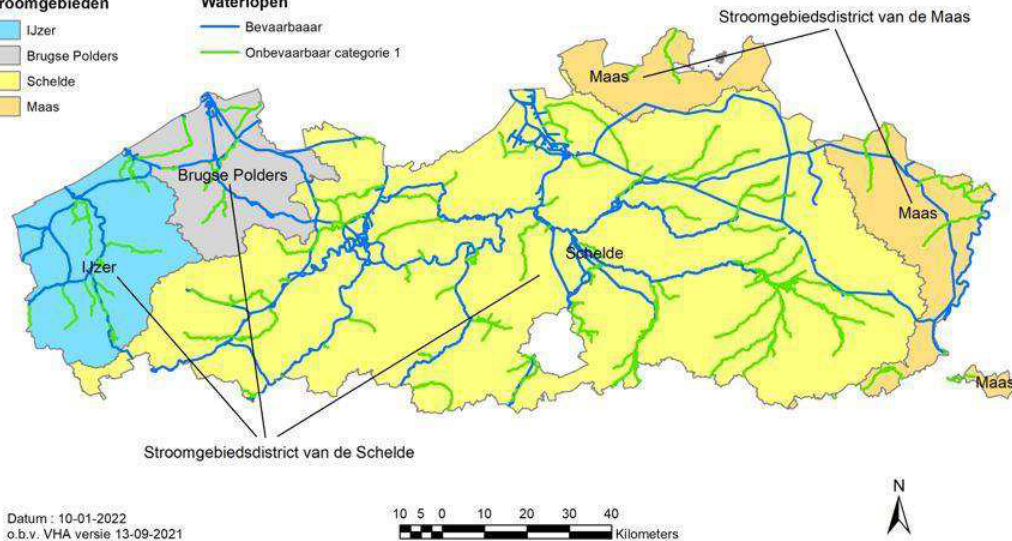 roomgebieden
IJzer
Brugse Polders
Schelde
Maas
Waterlopen
Bevaarbaaar
Onbevaarbaar categorie 1
Stroomgebiedsdistrict van de Maas
Maas
Brugse Polders
Maas
IJzer
Schelde
Maas
Stroomgebiedsdistrict van de Schelde
Datum : 10-01-2022
o.b.v. VHA versie 13-09-2021
10 5 0 10 20 30 40
Kilometers
N